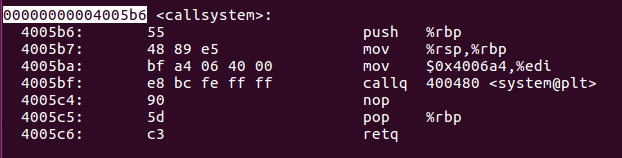 00000000004005b6 <callsystem>:
4005b6: 55 push %rbp
4005b7: 48 89 e5 mov %rsp,%rbp
4005ba: bf a4 06 40 00 mov $0x4006a4,%edi
4005bf: e8 bc fe ff ff callq 400480 <system@plt>
4005c4: 90 nop
4005c5: 5d pop %rbp
4005c6: c3 retq